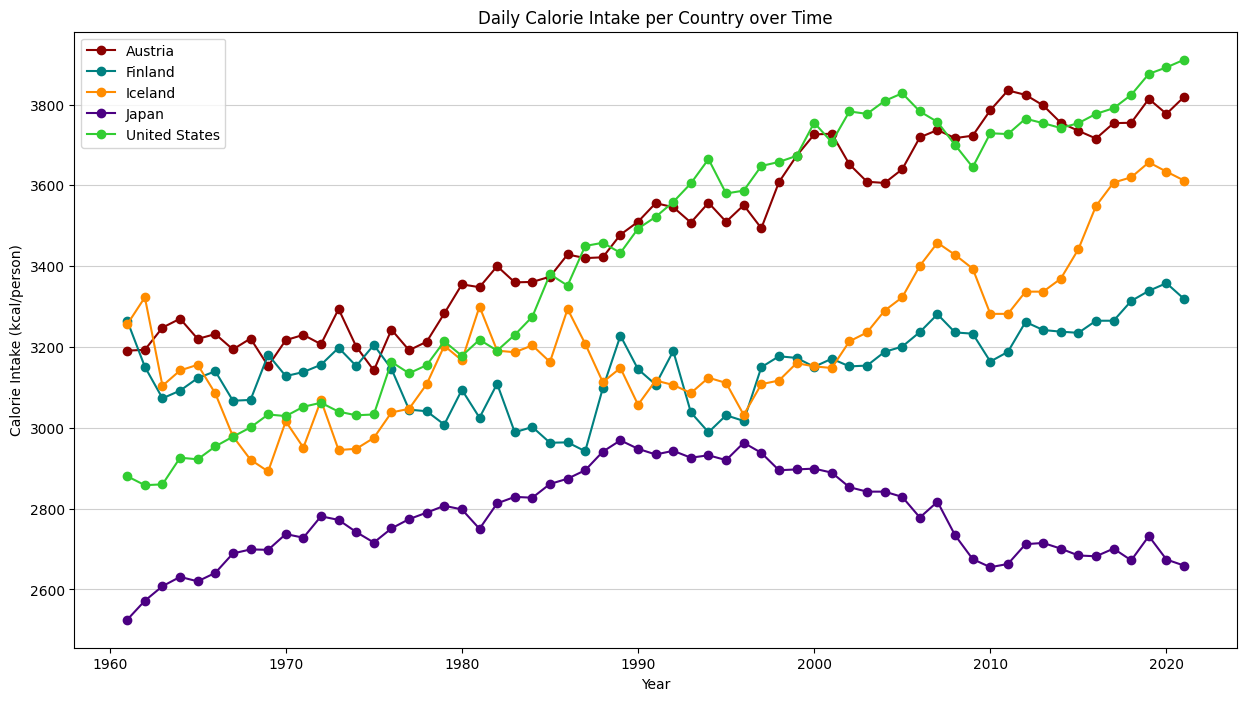 Daily Calorie Intake per Country over Time
Austria
Finland
Iceland
Japan
United States
Calorie Intake (kcal/person)
3800
3600
3400
3200
3000
2800
2600
1960 1970 1980 1990 2000 2010 2020
Year